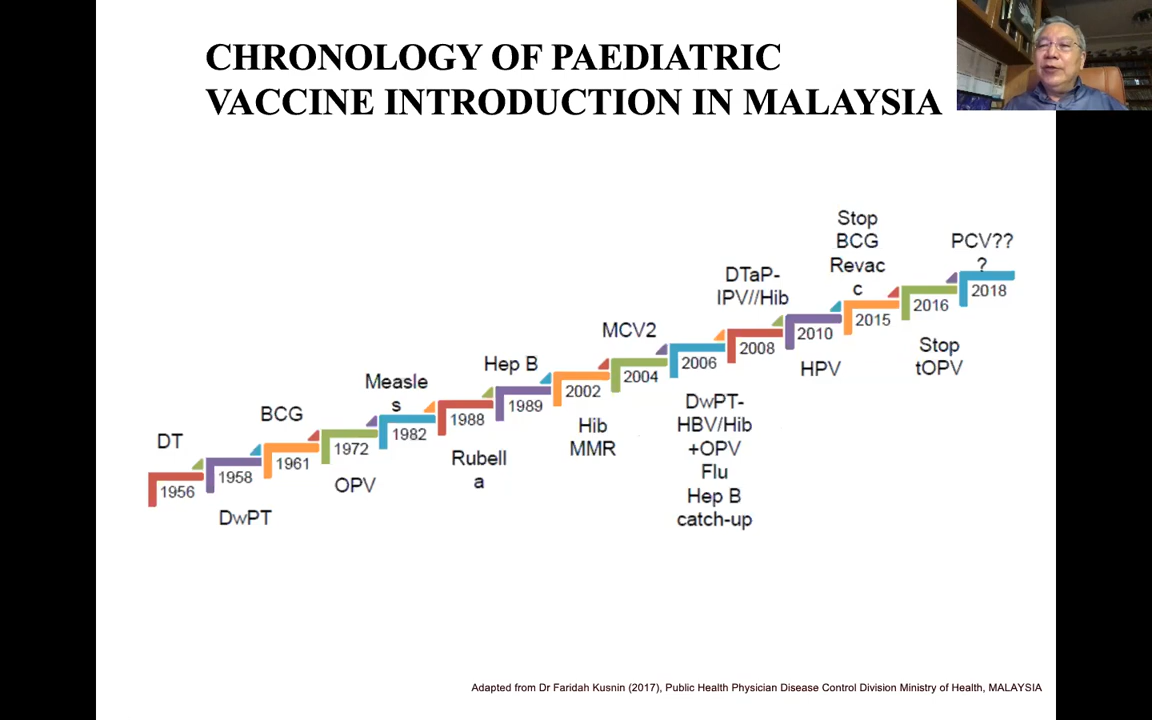 CHRONOLOGY OF PAEDIATRIC
VACCINE INTRODUCTION IN MALAYSIA
DT
1956
1958
DwPT
BCG
1961
1972
OPV
Measle
s
1982
1988
Rubell
a
Hep B
1989
2002
Hib
MMR
MCV2
2004
2006
DwPT-
HBV/Hib
+OPV
Flu
Hep B
catch-up
DTaP-
IPV//Hib
2008
2010
HPV
Stop
BCG
Revac
c
2015
2016
Stop
tOPV
PCV??
?
2018
Adapted from Dr Faridah Kusnin (2017), Public Health Physician Disease Control Division Ministry of Health, MALAYSIA